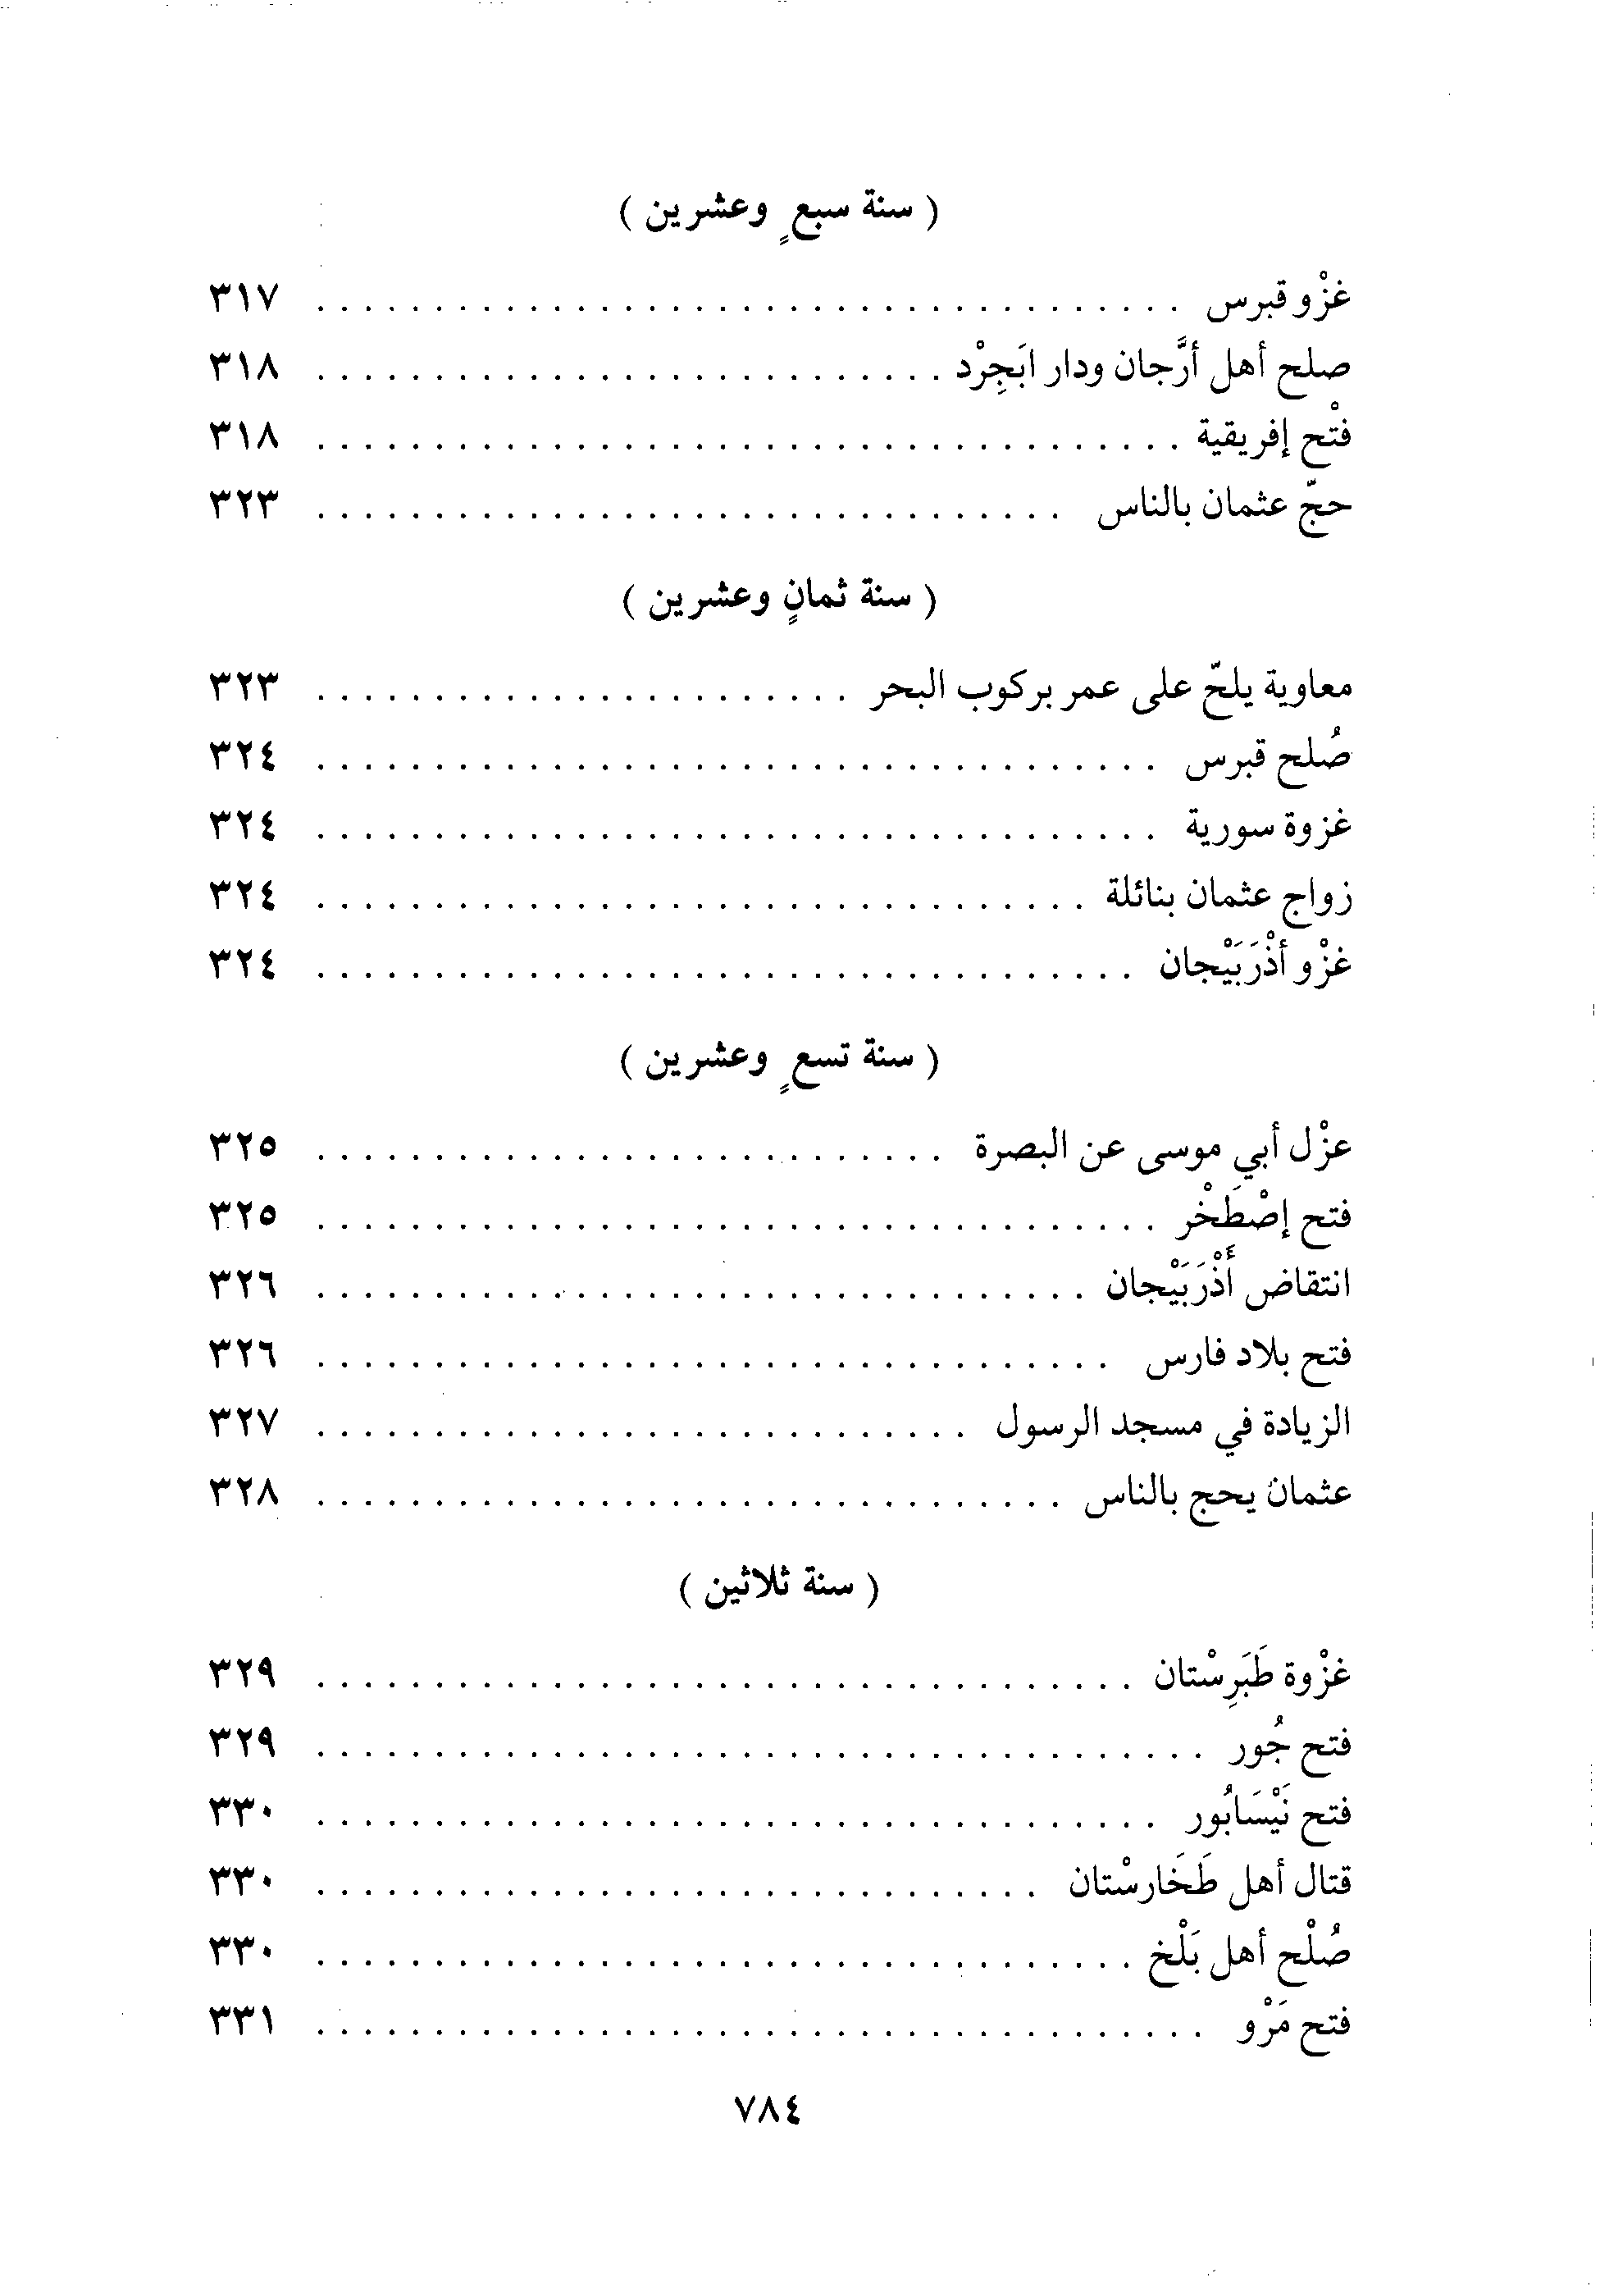 ( سنة سبعٍ وعشرين )
غزْو قبرس . . . . . . . . . . . . . . . . . . . . . . . . . . . . . . . . . . . . . ٣١٧
صلح أهل أرَّجان ودار ابَجِرْد . . . . . . . . . . . . . . . . . . . . . . . . . . . ٣١٨
فتْح إفريقية . . . . . . . . . . . . . . . . . . . . . . . . . . . . . . . . . . . . . ٣١٨
حجّ عثمان بالناس . . . . . . . . . . . . . . . . . . . . . . . . . . . . . . . . ٣٢٣
( سنة ثمانٍ وعشرين )
معاوية يلحّ على عمر بركوب البحر . . . . . . . . . . . . . . . . . . . . . . . ٣٢٣
صُلح قبرس . . . . . . . . . . . . . . . . . . . . . . . . . . . . . . . . . . . . ٣٢٤
غزوة سورية . . . . . . . . . . . . . . . . . . . . . . . . . . . . . . . . . . . . ٣٢٤
زواج عثمان بنائلة . . . . . . . . . . . . . . . . . . . . . . . . . . . . . . . . . ٣٢٤
غزْو أذْرَبَيْجان . . . . . . . . . . . . . . . . . . . . . . . . . . . . . . . . . . . ٣٢٤
( سنة تسعٍ وعشرين )
عزْل أبي موسى عن البصرة . . . . . . . . . . . . . . . . . . . . . . . . . . . ٣٢٥
فتح إصْطَخْر . . . . . . . . . . . . . . . . . . . . . . . . . . . . . . . . . . . . ٣٢٥
انتقاض أَذْرَبَيْجان . . . . . . . . . . . . . . . . . . . . . . . . . . . . . . . . . ٣٢٦
فتح بلاد فارس . . . . . . . . . . . . . . . . . . . . . . . . . . . . . . . . . . ٣٢٦
الزيادة في مسجد الرسول . . . . . . . . . . . . . . . . . . . . . . . . . . . . ٣٢٧
عثمان يحج بالناس . . . . . . . . . . . . . . . . . . . . . . . . . . . . . . . . ٣٢٨
( سنة ثلاثين )
غزْوة طَبَرِسْتان . . . . . . . . . . . . . . . . . . . . . . . . . . . . . . . . . . . ٣٢٩
فتح جُور . . . . . . . . . . . . . . . . . . . . . . . . . . . . . . . . . . . . . . ٣٢٩
فتح نَيْسَابُور . . . . . . . . . . . . . . . . . . . . . . . . . . . . . . . . . . . . ٣٣٠
قتال أهل طَخَارسْتان . . . . . . . . . . . . . . . . . . . . . . . . . . . . . . . ٣٣٠
صُلْح أهل بَلْخ . . . . . . . . . . . . . . . . . . . . . . . . . . . . . . . . . . . ٣٣٠
فتح مَرْو . . . . . . . . . . . . . . . . . . . . . . . . . . . . . . . . . . . . . . ٣٣١
٧٨٤